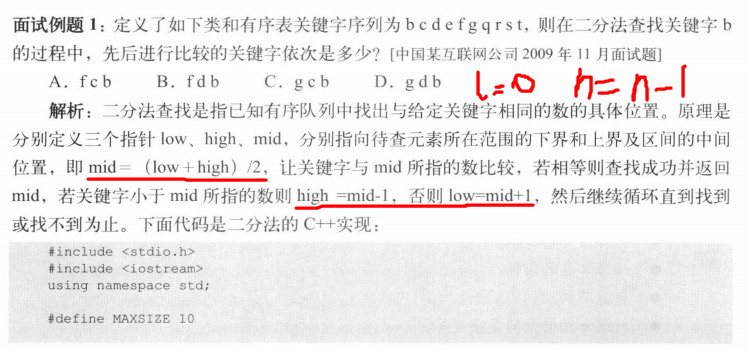 面试例题 1：定义了如下类和有序表关键字序列为 b c d e f g q r s t，则在二分法查找关键字 b
的过程中，先后进行比较的关键字依次是多少？[中国某互联网公司 2009 年 11 月面试题]
A．f c b B．f d b C．g c b D．g d b l=0 h=n-1
解析：二分法查找是指已知有序队列中找出与给定关键字相同的数的具体位置。原理是
分别定义三个指针 low、high、mid，分别指向待查元素所在范围的下界和上界及区间的中间
位置，即 mid=（low+high）/2，让关键字与 mid 所指的数比较，若相等则查找成功并返回
mid，若关键字小于 mid 所指的数则 high =mid-1，否则 low=mid+1，然后继续循环直到找到
或找不到为止。下面代码是二分法的 C++实现：
#include <stdio.h>
#include <iostream>
using namespace std;
#define MAXSIZE 10